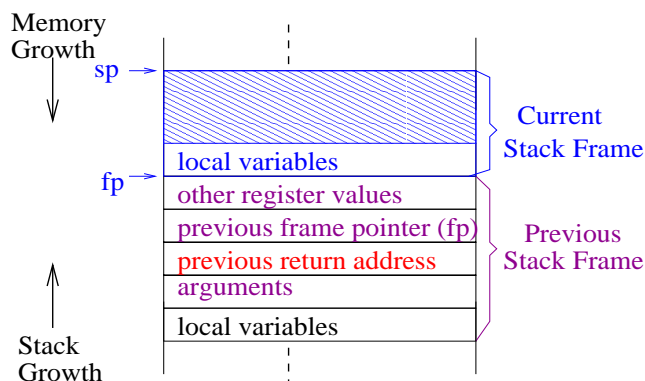 Memory
Growth
sp
Current
Stack Frame
local variables
fp
other register values
previous frame pointer (fp)
previous return address
Previous
Stack Frame
arguments
local variables
Stack
Growth